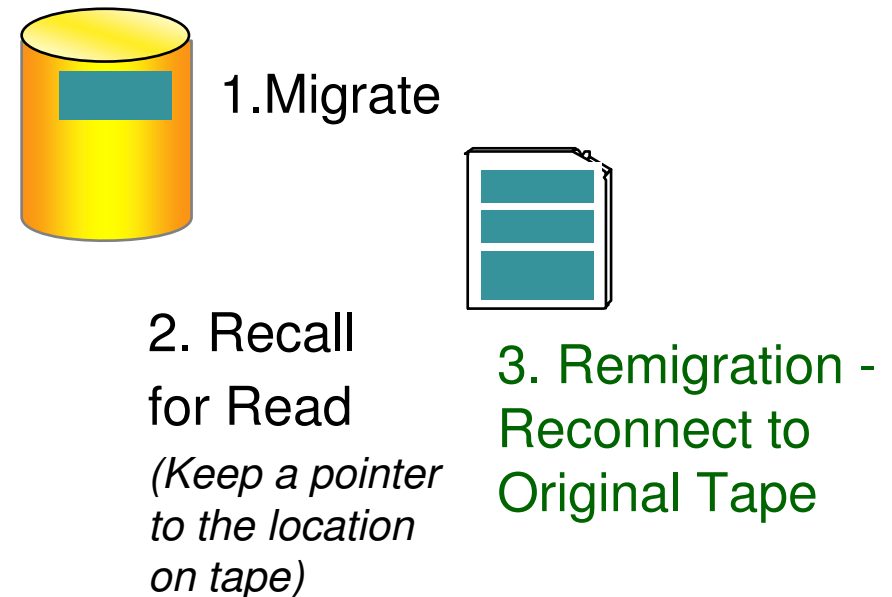 1.Migrate
2. Recall
for Read
(Keep a pointer
to the location
on tape)
3. Remigration -
Reconnect to
Original Tape